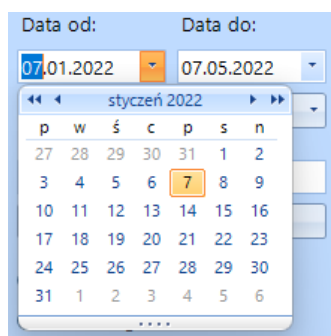 Data od: Data do:
07.01.2022 07.05.2022
styczeń 2022
p w ś c p s n
27 28 29 30 31 1 2
3 4 5 6 7 8 9
10 11 12 13 14 15 16
17 18 19 20 21 22 23
24 25 26 27 28 29 30
31 1 2 3 4 5 6